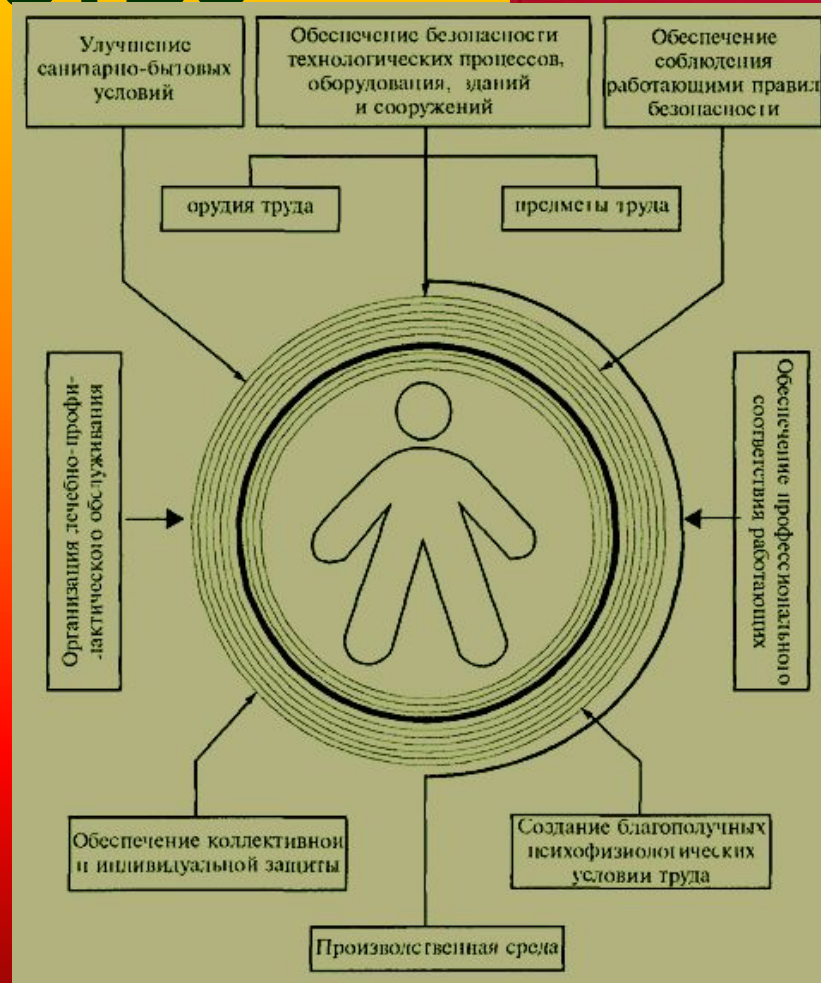 Улучшение
санитарно-бытовых
условий
Обеспечение безопасности
технологических процессов,
оборудования, зданий
и сооружений
Обеспечение
соблюдения
работающими правил
безопасности
орудия труда
предметы труда
Организация лечебно-профи-
лактического обслуживания
Обеспечение профессионального
соответствия работающих
Обеспечение коллективной
и индивидуальной защиты
Создание благополучных
психофизиологических
условии труда
Производственная среда